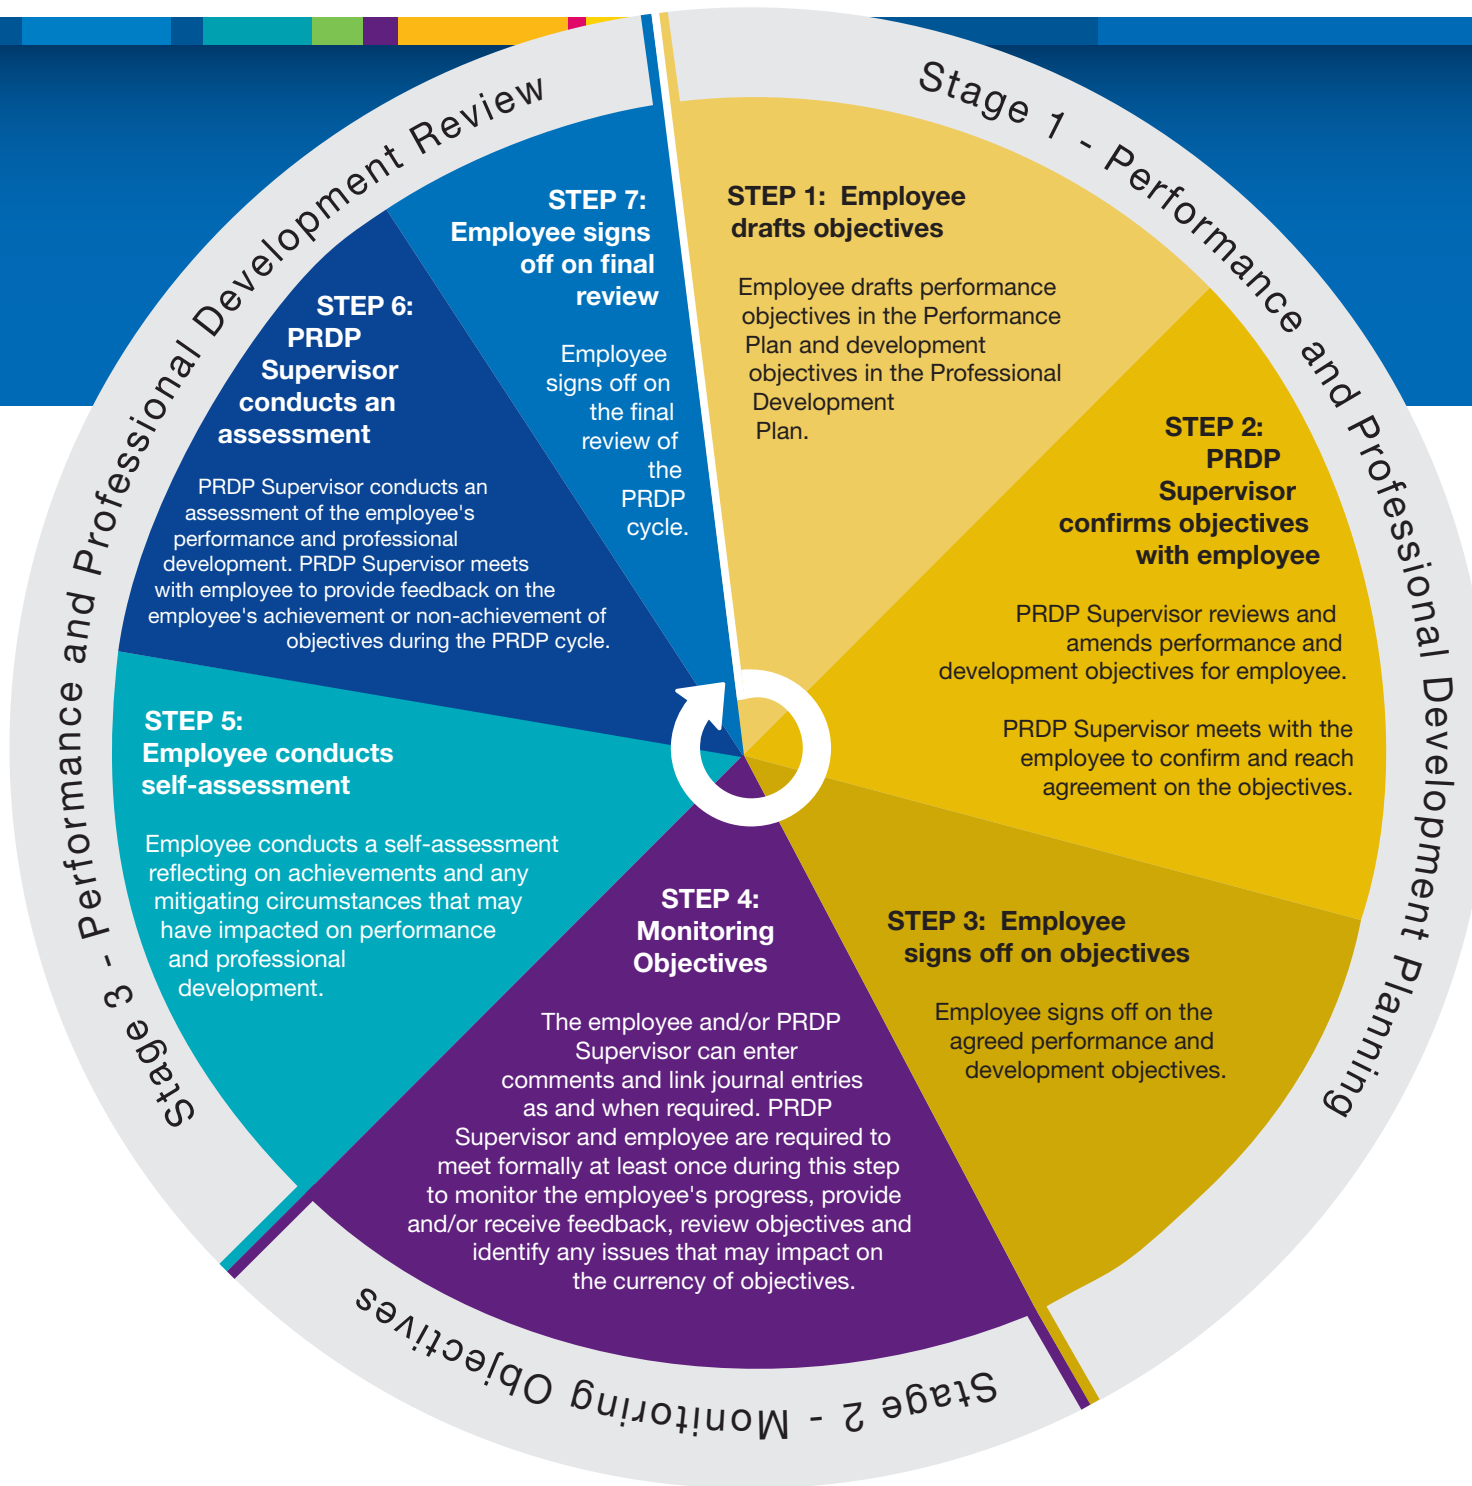 Stage 1 - Performance and Professional Development Planning
STEP 1: Employee
drafts objectives
Employee drafts performance
objectives in the Performance
Plan and development
objectives in the Professional
Development
Plan.
STEP 2:
PRDP
Supervisor
confirms objectives
with employee
PRDP Supervisor reviews and
amends performance and
development objectives for employee.
PRDP Supervisor meets with the
employee to confirm and reach
agreement on the objectives.
STEP 3: Employee
signs off on objectives
Employee signs off on the
agreed performance and
development objectives.
Stage 2 - Monitoring Objectives
STEP 4:
Monitoring
Objectives
The employee and/or PRDP
Supervisor can enter
comments and link journal entries
as and when required. PRDP
Supervisor and employee are required to
meet formally at least once during this step
to monitor the employee's progress, provide
and/or receive feedback, review objectives and
identify any issues that may impact on
the currency of objectives.
Stage 3 - Performance and Professional Development Review
STEP 5:
Employee conducts
self-assessment
Employee conducts a self-assessment
reflecting on achievements and any
mitigating circumstances that may
have impacted on performance
and professional
development.
STEP 6:
PRDP
Supervisor
conducts an
assessment
PRDP Supervisor conducts an
assessment of the employee's
performance and professional
development. PRDP Supervisor meets
with employee to provide feedback on the
employee's achievement or non-achievement of
objectives during the PRDP cycle.
STEP 7:
Employee signs
off on final
review
Employee
signs off on
the final
review of
the
PRDP
cycle.